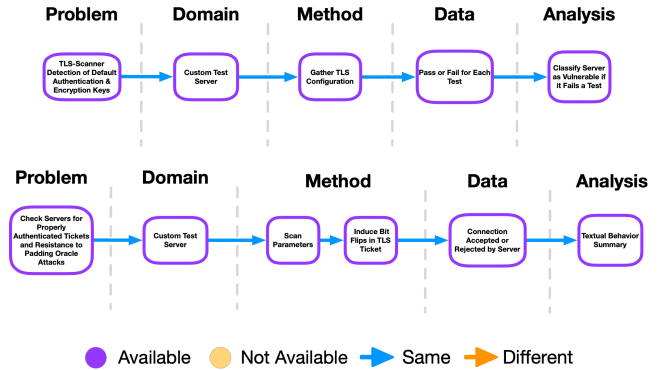 Problem
Domain
Method
Data
Analysis
TLS-Scanner
Detection of Default
Authentication &
Encryption Keys
Custom Test
Server
Gather TLS
Configuration
Pass or Fail for Each
Test
Classify Server
as Vulnerable if
it Fails a Test
Problem
Domain
Method
Data
Analysis
Check Servers for
Properly
Authenticated Tickets
and Resistance to
Padding Oracle
Attacks
Custom Test
Server
Scan
Parameters
Induce Bit
Flips in TLS
Ticket
Connection
Accepted or
Rejected by Server
Textual Behavior
Summary
Available
Not Available
Same
Different